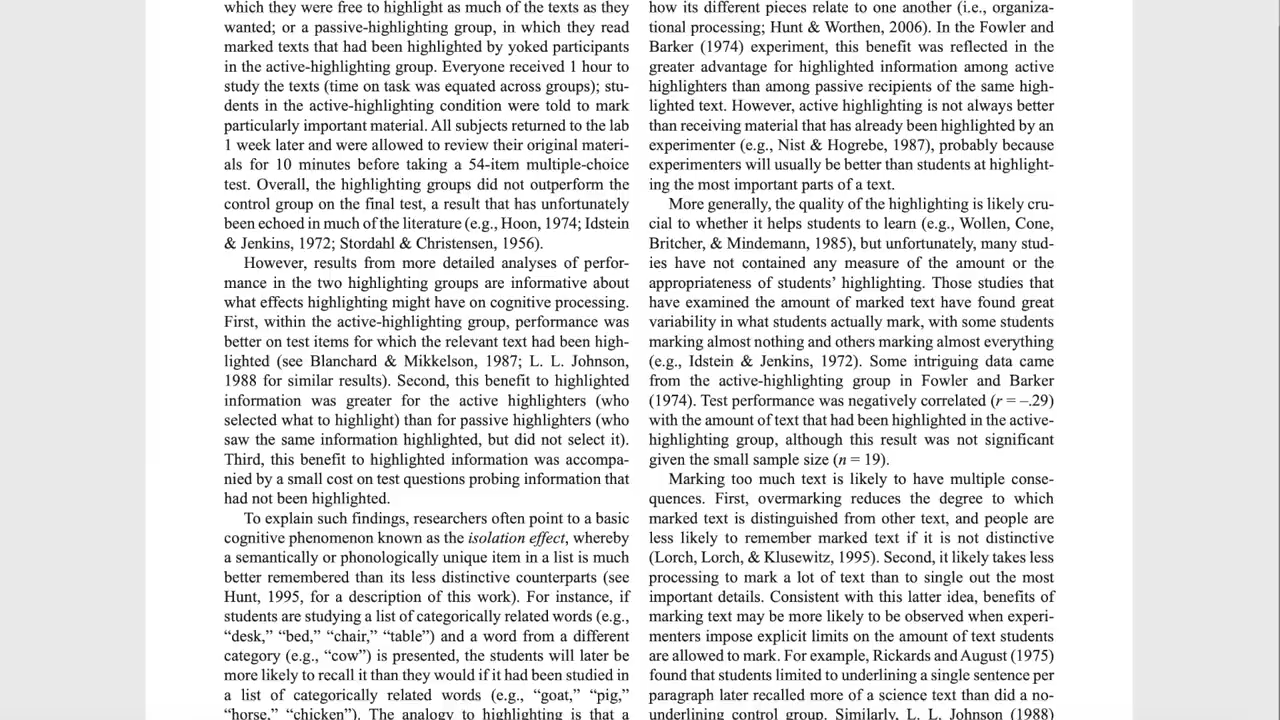 which they were free to highlight as much of the texts as they
wanted; or a passive-highlighting group, in which they read
marked texts that had been highlighted by yoked participants
in the active-highlighting group. Everyone received 1 hour to
study the texts (time on task was equated across groups); stu-
dents in the active-highlighting condition were told to mark
particularly important material. All subjects returned to the lab
1 week later and were allowed to review their original materi-
als for 10 minutes before taking a 54-item multiple-choice
test. Overall, the highlighting groups did not outperform the
control group on the final test, a result that has unfortunately
been echoed in much of the literature (e.g., Hoon, 1974; Idstein
& Jenkins, 1972; Stordahl & Christensen, 1956).
However, results from more detailed analyses of perfor-
mance in the two highlighting groups are informative about
what effects highlighting might have on cognitive processing.
First, within the active-highlighting group, performance was
better on test items for which the relevant text had been high-
lighted (see Blanchard & Mikkelson, 1987; L. L. Johnson,
1988 for similar results). Second, this benefit to highlighted
information was greater for the active highlighters (who
selected what to highlight) than for passive highlighters (who
saw the same information highlighted, but did not select it).
Third, this benefit to highlighted information was accompa-
nied by a small cost on test questions probing information that
had not been highlighted.
To explain such findings, researchers often point to a basic
cognitive phenomenon known as the isolation effect, whereby
a semantically or phonologically unique item in a list is much
better remembered than its less distinctive counterparts (see
Hunt, 1995, for a description of this work). For instance, if
students are studying a list of categorically related words (e.g.,
“desk,” “bed,” “chair,” “table”) and a word from a different
category (e.g., “cow”) is presented, the students will later be
more likely to recall it than they would if it had been studied in
a list of categorically related words (e.g., “goat,” “pig,”
“horse,” “chicken”). The analogy to highlighting is that a
how its different pieces relate to one another (i.e., organiza-
tional processing; Hunt & Worthen, 2006). In the Fowler and
Barker (1974) experiment, this benefit was reflected in the
greater advantage for highlighted information among active
highlighters than among passive recipients of the same high-
lighted text. However, active highlighting is not always better
than receiving material that has already been highlighted by an
experimenter (e.g., Nist & Hogrebe, 1987), probably because
experimenters will usually be better than students at highlight-
ing the most important parts of a text.
More generally, the quality of the highlighting is likely cru-
cial to whether it helps students to learn (e.g., Wollen, Cone,
Britcher, & Mindemann, 1985), but unfortunately, many stud-
ies have not contained any measure of the amount or the
appropriateness of students’ highlighting. Those studies that
have examined the amount of marked text have found great
variability in what students actually mark, with some students
marking almost nothing and others marking almost everything
(e.g., Idstein & Jenkins, 1972). Some intriguing data came
from the active-highlighting group in Fowler and Barker
(1974). Test performance was negatively correlated (r = –.29)
with the amount of text that had been highlighted in the active-
highlighting group, although this result was not significant
given the small sample size (n = 19).
Marking too much text is likely to have multiple conse-
quences. First, overmarking reduces the degree to which
marked text is distinguished from other text, and people are
less likely to remember marked text if it is not distinctive
(Lorch, Lorch, & Klusewitz, 1995). Second, it likely takes less
processing to mark a lot of text than to single out the most
important details. Consistent with this latter idea, benefits of
marking text may be more likely to be observed when experi-
menters impose explicit limits on the amount of text students
are allowed to mark. For example, Rickards and August (1975)
found that students limited to underlining a single sentence per
paragraph later recalled more of a science text than did a no-
underlining control group. Similarly, L. L. Johnson (1988)